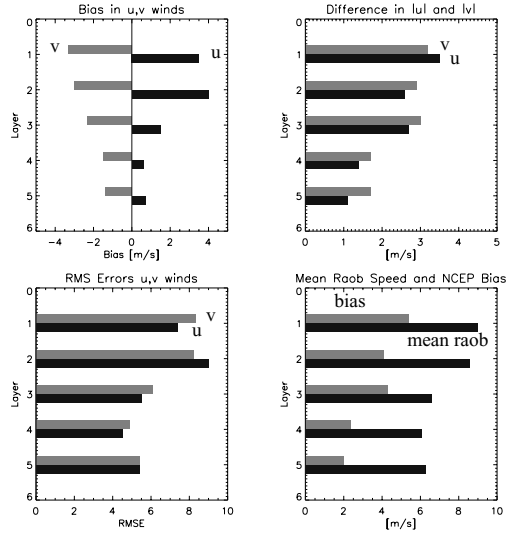 Bias in u,v winds
0
1
2
3
4
5
6
Layer
v
u
−4
−2
0
2
4
Bias [m/s]
Difference in |u| and |v|
0
1
2
3
4
5
6
v
u
0
1
2
3
4
5
[m/s]
RMS Errors u,v winds
0
1
2
3
4
5
6
Layer
v
u
0
2
4
6
8
10
RMSE
Mean Raob Speed and NCEP Bias
0
1
2
3
4
5
6
Layer
bias
mean raob
0
2
4
6
8
10
[m/s]